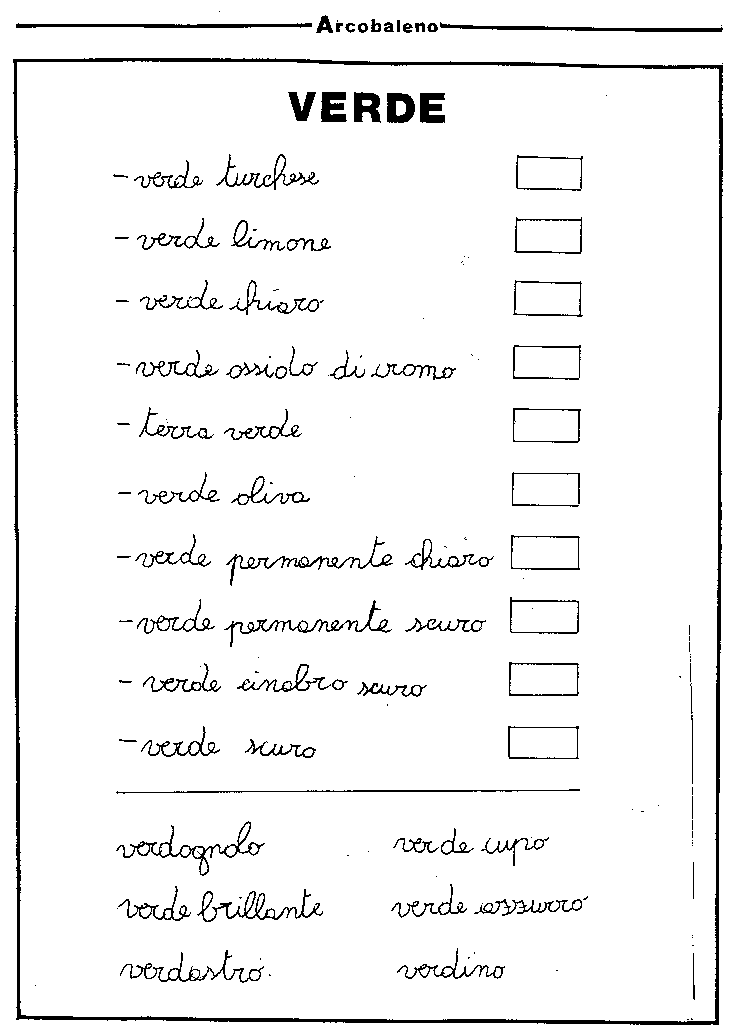 Arcobaleno
VERDE
- verde turchese
- verde limone
- verde chiaro
- verde ossido di cromo
- terra verde
- verde oliva
- verde permanente chiaro
- verde permanente scuro
- verde cinabro scuro
- verde scuro
verdognolo verde cupo
verde brillante verde azzurro
verdastro verdino